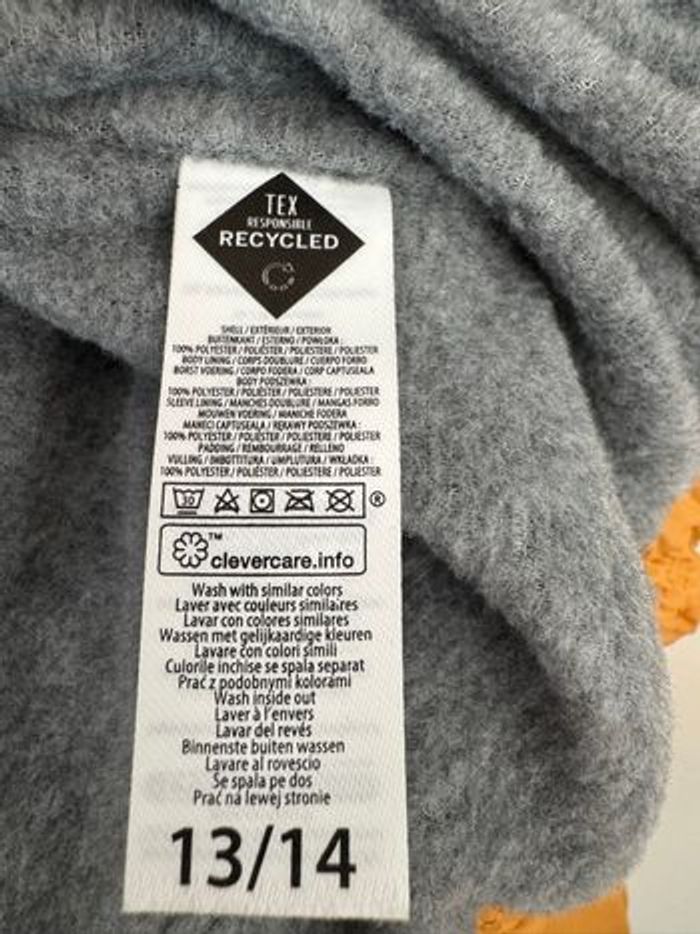 TEX
RESPONSIBLE
RECYCLED
SHELL / EXTÉRIEUR / EXTERIOR
BUITENKANT / ESTERNO / POWŁOKA :
100% POLYESTER / POLIÉSTER / POLIESTERE / POLIESTER
BODY LINING / CORPS DOUBLURE / CUERPO FORRO
BORST VOERING / CORPO FODERA / CORP CAPTUSEALA
BODY PODSZEWKA :
100% POLYESTER / POLIÉSTER / POLIESTERE / POLIESTER
SLEEVE LINING / MANCHES DOUBLURE / MANGAS FORRO
MOUWEN VOERING / MANICHE FODERA
MANECI CAPTUSEALA / RĘKAWY PODSZEWKA :
100% POLYESTER / POLIÉSTER / POLIESTERE / POLIESTER
PADDING / REMBOURRAGE / RELLENO
VULLING / IMBOTTITURA / UMPLUTURA / WKŁADKA :
100% POLYESTER / POLIÉSTER / POLIESTERE / POLIESTER
30 ®
™ clevercare.info
Wash with similar colors
Laver avec couleurs similaires
Lavar con colores similares
Wassen met gelijkaardige kleuren
Lavare con colori simili
Culorile inchise se spala separat
Prać z podobnymi kolorami
Wash inside out
Laver à l'envers
Lavar del revés
Binnenste buiten wassen
Lavare al rovescio
Se spala pe dos
Prać na lewej stronie
13/14